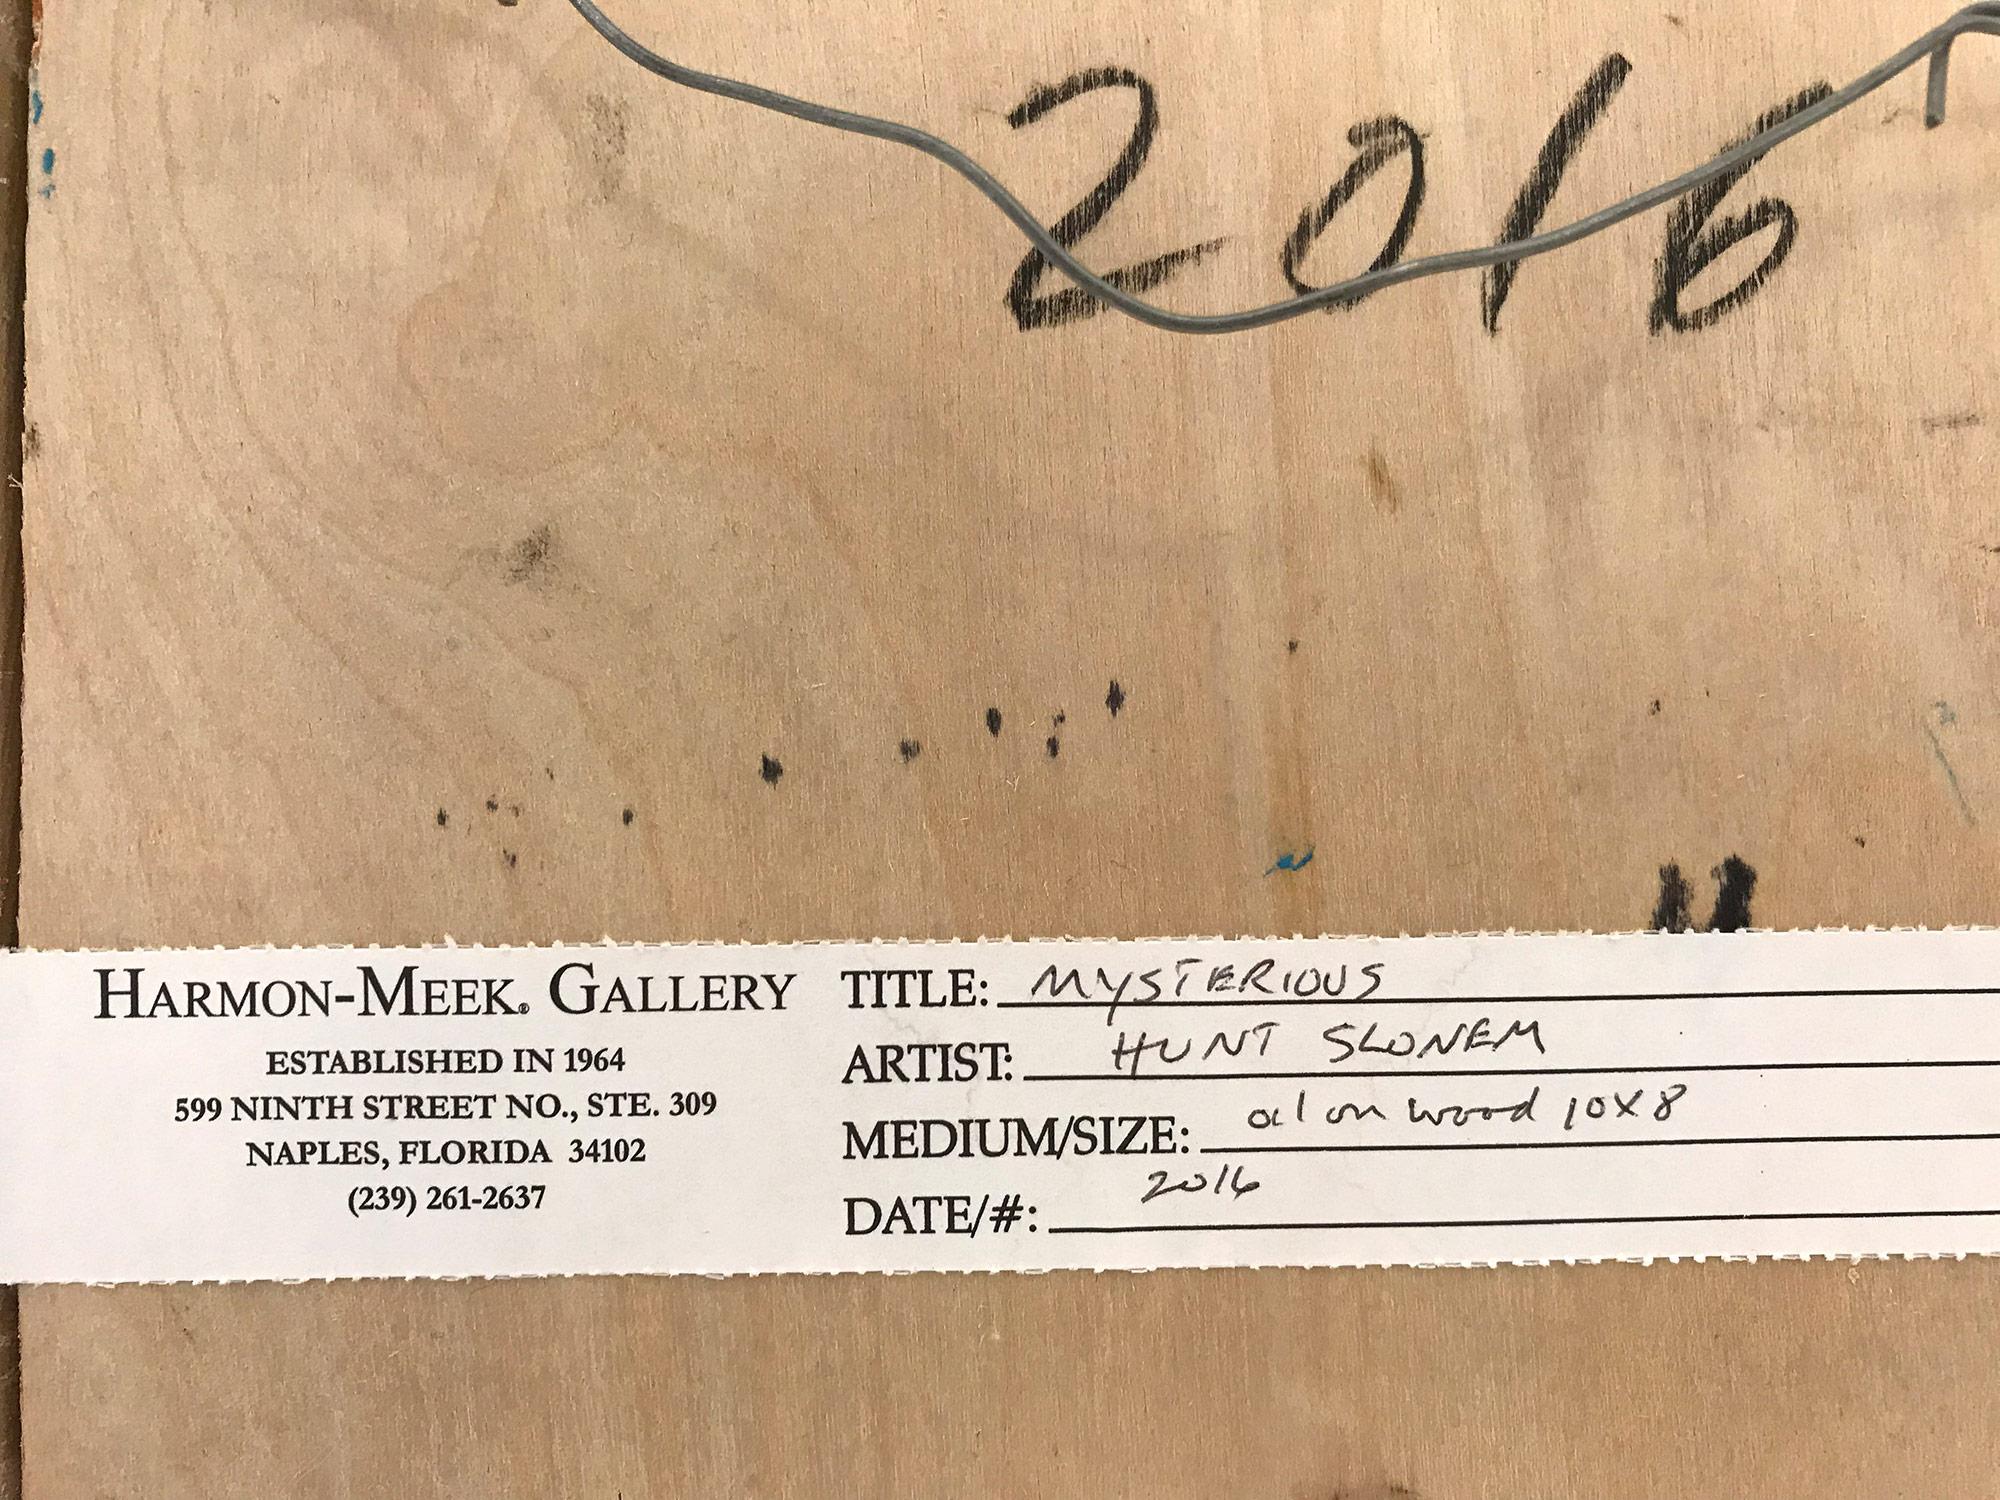 2016
HARMON-MEEK® GALLERY
ESTABLISHED IN 1964
599 NINTH STREET NO., STE. 309
NAPLES, FLORIDA 34102
(239) 261-2637
TITLE: MYSTERIOUS
ARTIST: HUNT SLONEM
MEDIUM/SIZE: oil on wood 10X8
DATE/#: 2016